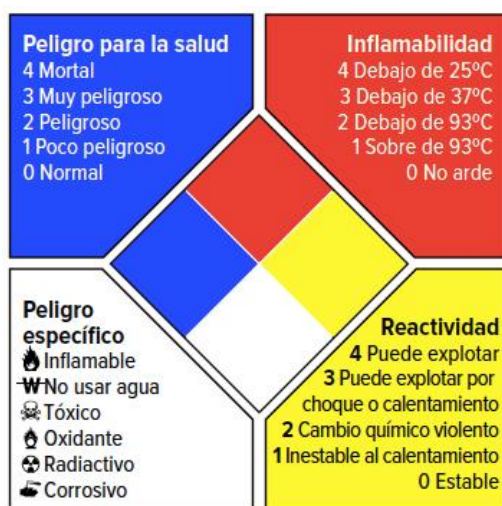 Peligro para la salud
4 Mortal
3 Muy peligroso
2 Peligroso
1 Poco peligroso
0 Normal
Inflamabilidad
4 Debajo de 25ºC
3 Debajo de 37ºC
2 Debajo de 93ºC
1 Sobre de 93ºC
0 No arde
Peligro
específico
Inflamable
W No usar agua
Tóxico
Oxidante
Radiactivo
Corrosivo
Reactividad
4 Puede explotar
3 Puede explotar por
choque o calentamiento
2 Cambio químico violento
1 Inestable al calentamiento
0 Estable